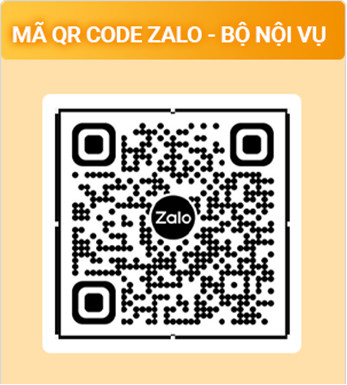 MÃ QR CODE ZALO - BỘ NỘI VỤ
Zalo